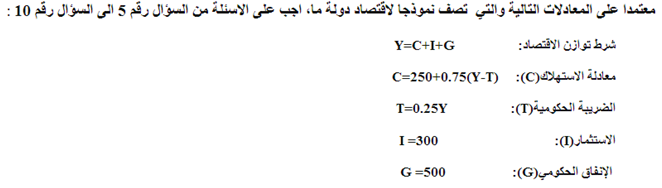 معتمدا على المعادلات التالية والتي تصف نموذجا لاقتصاد دولة ما، اجب على الاسئلة من السؤال رقم 5 الى السؤال رقم 10 :
شرط توازن الاقتصاد: Y=C+I+G
معادلة الاستهلاك(C): C=250+0.75(Y-T)
الضريبة الحكومية(T): T=0.25Y
الاستثمار(I): I =300
الإنفاق الحكومي(G): G =500